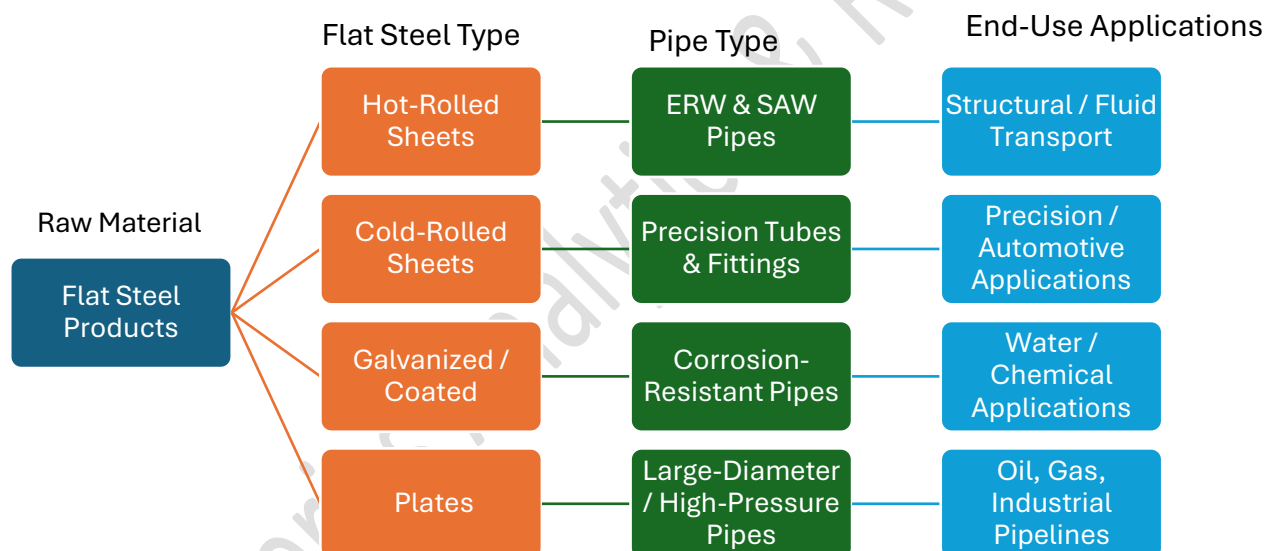 Flat Steel Type
Pipe Type
End-Use Applications
Raw Material
Flat Steel
Products
Hot-Rolled
Sheets
ERW & SAW
Pipes
Structural / Fluid
Transport
Cold-Rolled
Sheets
Precision Tubes
& Fittings
Precision /
Automotive
Applications
Galvanized /
Coated
Corrosion-
Resistant Pipes
Water /
Chemical
Applications
Plates
Large-Diameter
/ High-Pressure
Pipes
Oil, Gas,
Industrial
Pipelines